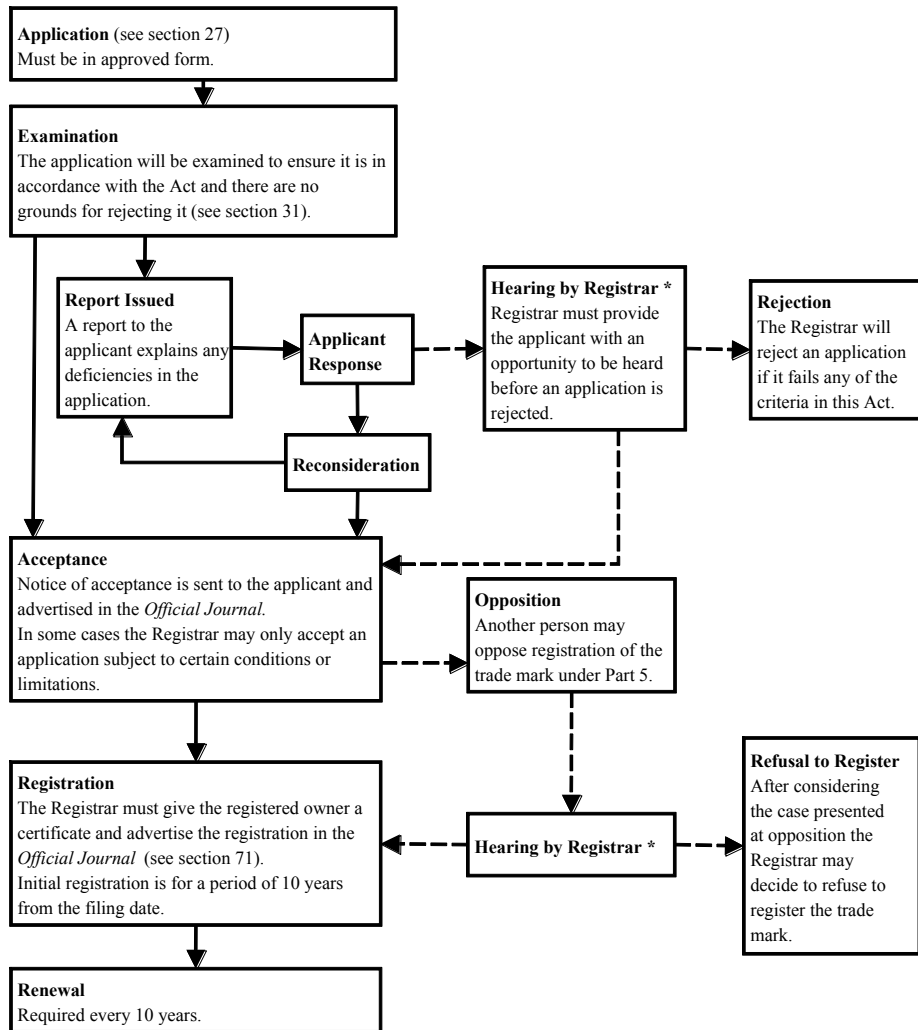 Application (see section 27)
Must be in approved form.
Examination
The application will be examined to ensure it is in
accordance with the Act and there are no
grounds for rejecting it (see section 31).
Report Issued
A report to the
applicant explains any
deficiencies in the
application.
Applicant
Response
Hearing by Registrar *
Registrar must provide
the applicant with an
opportunity to be heard
before an application is
rejected.
Rejection
The Registrar will
reject an application
if it fails any of the
criteria in this Act.
Reconsideration
Acceptance
Notice of acceptance is sent to the applicant and
advertised in the Official Journal.
In some cases the Registrar may only accept an
application subject to certain conditions or
limitations.
Opposition
Another person may
oppose registration of the
trade mark under Part 5.
Registration
The Registrar must give the registered owner a
certificate and advertise the registration in the
Official Journal (see section 71).
Initial registration is for a period of 10 years
from the filing date.
Hearing by Registrar *
Refusal to Register
After considering
the case presented
at opposition the
Registrar may
decide to refuse to
register the trade
mark.
Renewal
Required every 10 years.